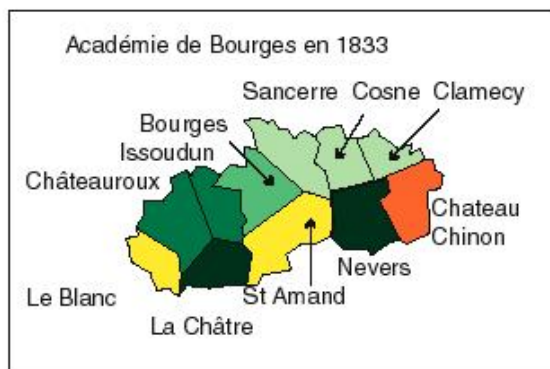 Académie de Bourges en 1833
Sancerre Cosne Clamecy
Bourges
Issoudun
Châteauroux
Chateau
Chinon
Nevers
Le Blanc
St Amand
La Châtre